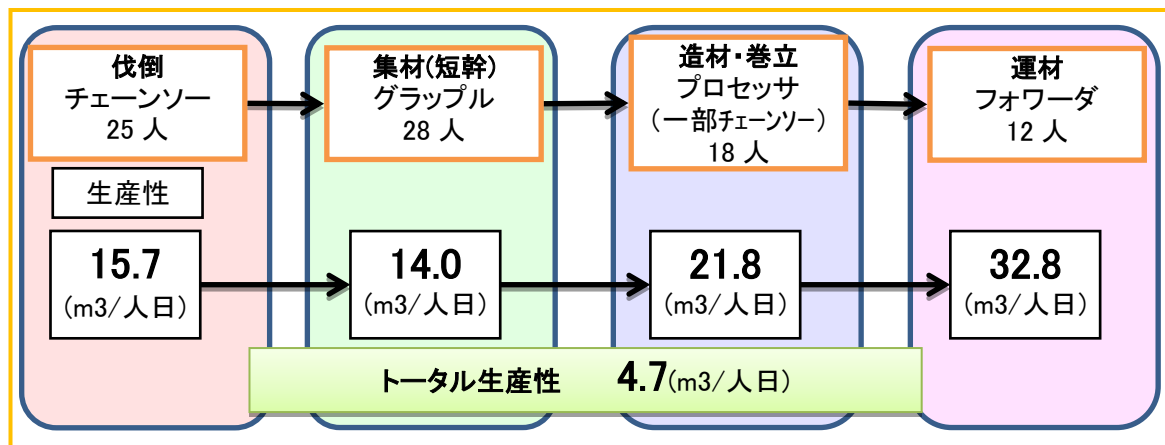 伐倒
チェーンソー
25 人
集材(短幹)
グラップル
28 人
造材・巻立
プロセッサ
(一部チェーンソー)
18 人
運材
フォワーダ
12 人
生産性
15.7
(m3/人日)
14.0
(m3/人日)
21.8
(m3/人日)
32.8
(m3/人日)
トータル生産性 4.7(m3/人日)